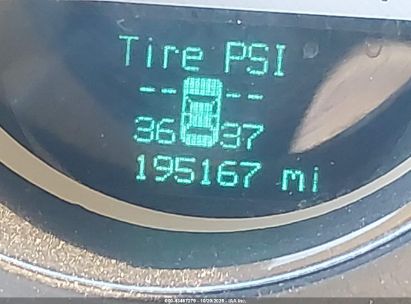 Tire PSI
-- --
36 37
195167 mi